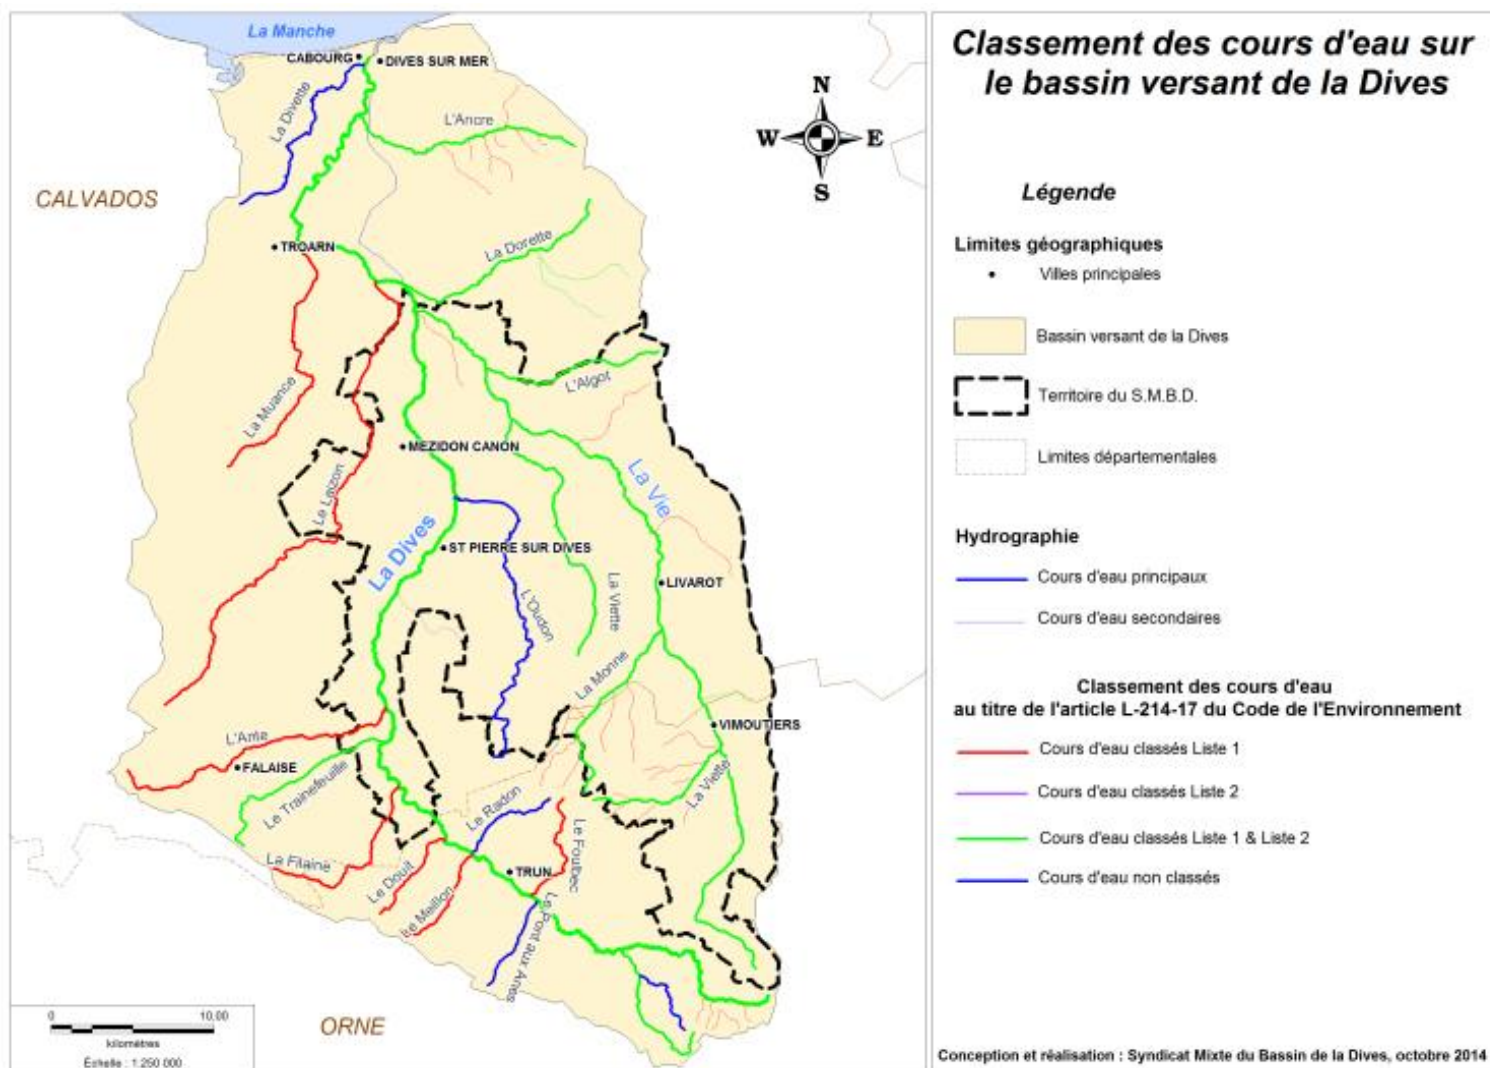 La Manche
CABOURG
DIVES SUR MER
La Divette
L'Ancre
CALVADOS
TROARN
La Dorette
La Muance
L'Algot
MEZIDON CANON
Le Laizon
La Vie
La Dives
ST PIERRE SUR DIVES
L'Oudon
La Viette
LIVAROT
La Monne
VIMOUTIERS
L'Ante
FALAISE
Le Trainefeuille
La Viette
Le Radon
La Filaine
Le Douit
Le Meillon
TRUN
Le Foulbec
Le Pont aux Anes
ORNE
0 10,00
kilomètres
Échelle : 1:250 000
N
W E
S
Classement des cours d'eau sur
le bassin versant de la Dives
Légende
Limites géographiques
Villes principales
Bassin versant de la Dives
Territoire du S.M.B.D.
Limites départementales
Hydrographie
Cours d'eau principaux
Cours d'eau secondaires
Classement des cours d'eau
au titre de l'article L-214-17 du Code de l'Environnement
Cours d'eau classés Liste 1
Cours d'eau classés Liste 2
Cours d'eau classés Liste 1 & Liste 2
Cours d'eau non classés
Conception et réalisation : Syndicat Mixte du Bassin de la Dives, octobre 2014